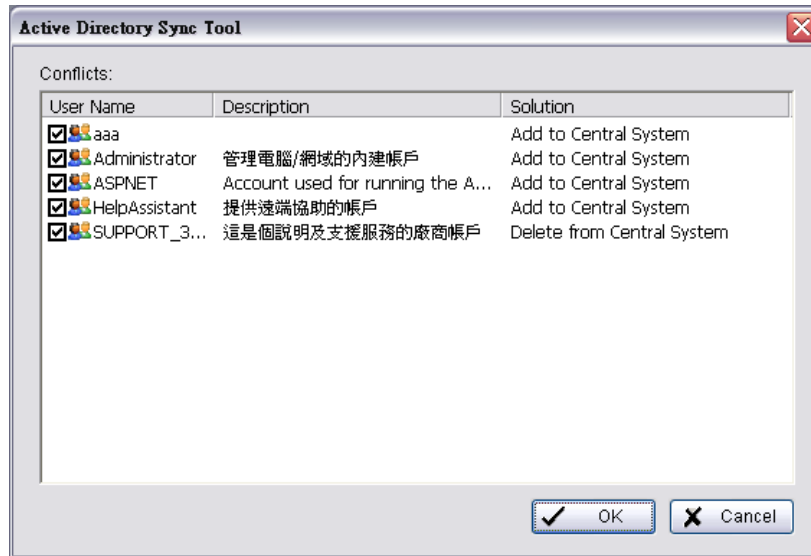 Active Directory Sync Tool
Conflicts:
User Name Description Solution
aaa Add to Central System
Administrator 管理電腦/網域的內建帳戶 Add to Central System
ASPNET Account used for running the A... Add to Central System
HelpAssistant 提供遠端協助的帳戶 Add to Central System
SUPPORT_3... 這是個說明及支援服務的廠商帳戶 Delete from Central System
OK Cancel